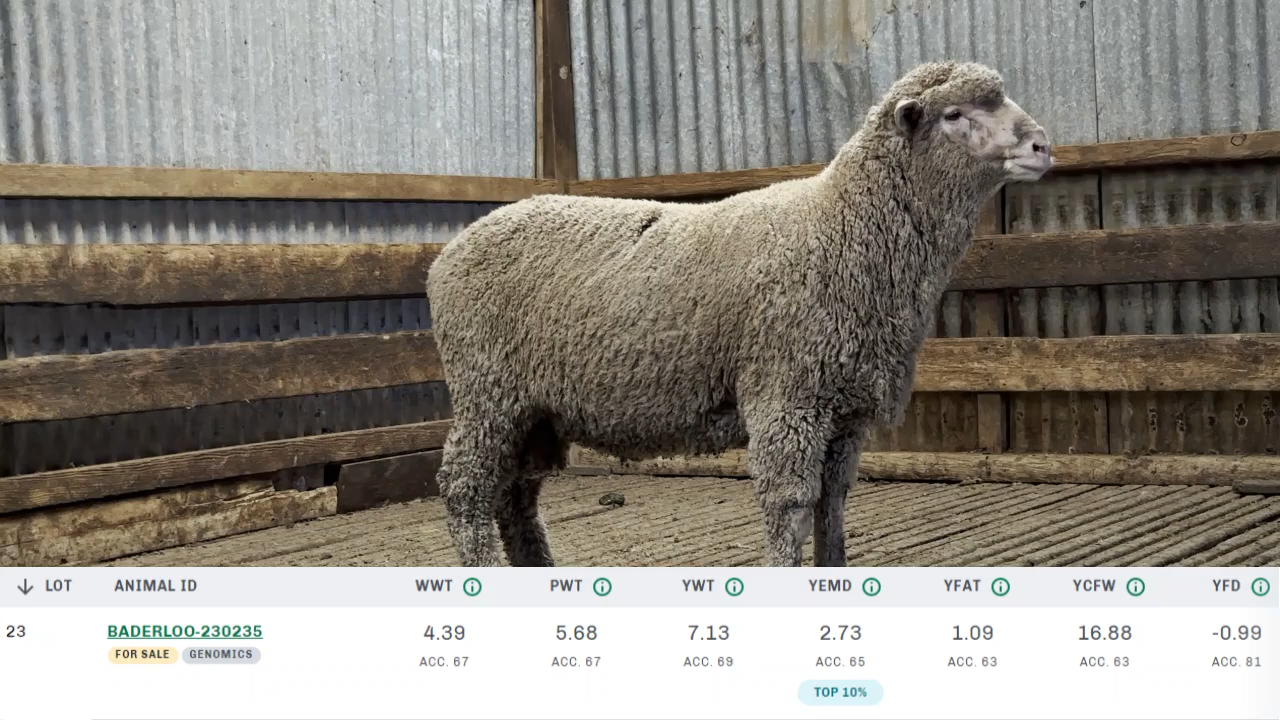 LOT ANIMAL ID WWT PWT YWT YEMD YFAT YCFW YFD
23 BADERLOO-230235 4.39 5.68 7.13 2.73 1.09 16.88 -0.99
FOR SALE GENOMICS ACC. 67 ACC. 67 ACC. 69 ACC. 65 ACC. 63 ACC. 63 ACC. 81
TOP 10%